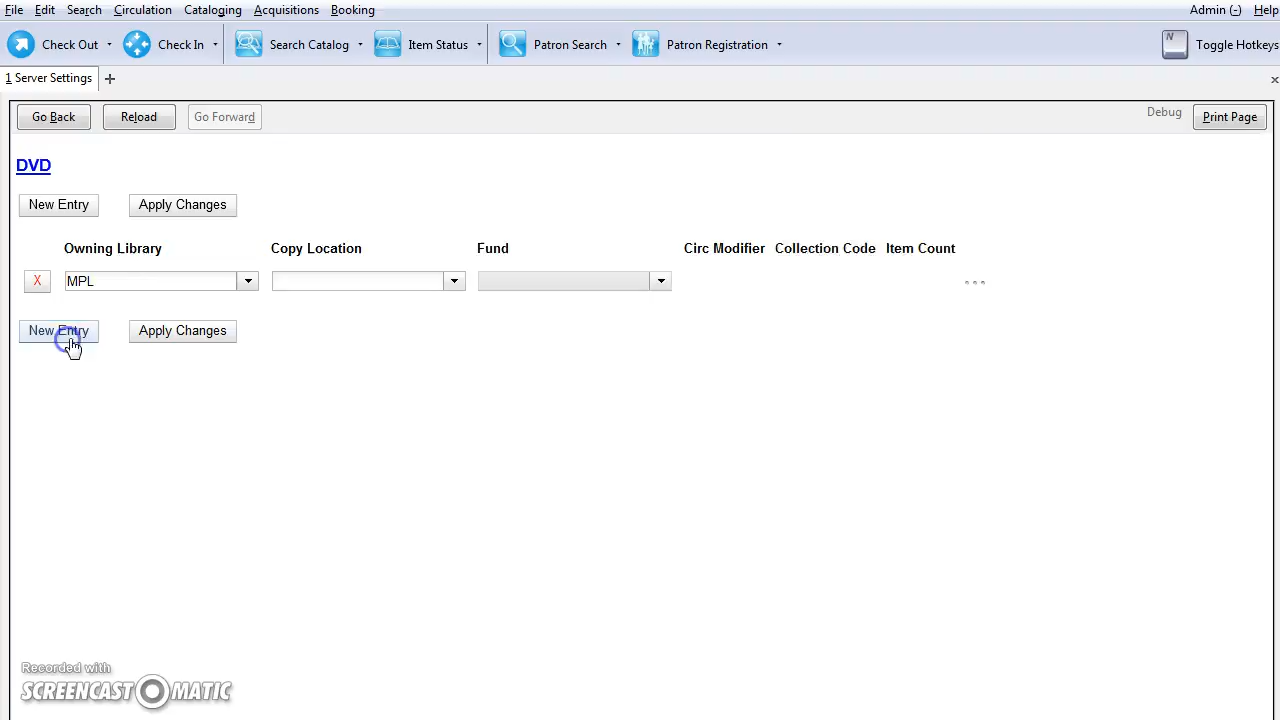 File Edit Search Circulation Cataloging Acquisitions Booking Admin (-) Help
Check Out Check In Search Catalog Item Status Patron Search Patron Registration N Toggle Hotkeys
1 Server Settings + x
Go Back Reload Go Forward Debug Print Page
DVD
New Entry Apply Changes
Owning Library Copy Location Fund Circ Modifier Collection Code Item Count
X MPL
New Entry Apply Changes
Recorded with
SCREENCAST-O-MATIC